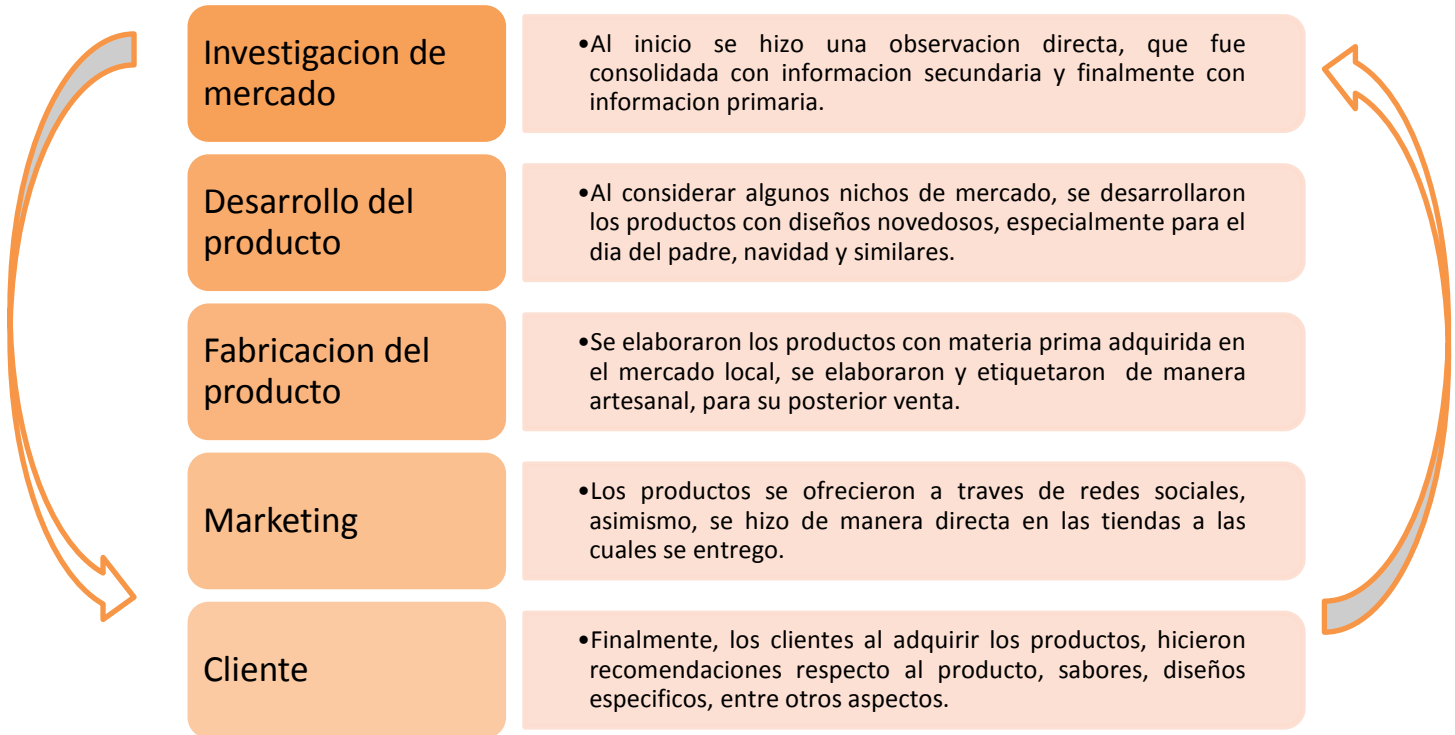 Investigacion de
mercado
•Al inicio se hizo una observacion directa, que fue
consolidada con informacion secundaria y finalmente con
informacion primaria.
Desarrollo del
producto
•Al considerar algunos nichos de mercado, se desarrollaron
los productos con diseños novedosos, especialmente para el
dia del padre, navidad y similares.
Fabricacion del
producto
•Se elaboraron los productos con materia prima adquirida en
el mercado local, se elaboraron y etiquetaron de manera
artesanal, para su posterior venta.
Marketing
•Los productos se ofrecieron a traves de redes sociales,
asimismo, se hizo de manera directa en las tiendas a las
cuales se entrego.
Cliente
•Finalmente, los clientes al adquirir los productos, hicieron
recomendaciones respecto al producto, sabores, diseños
especificos, entre otros aspectos.